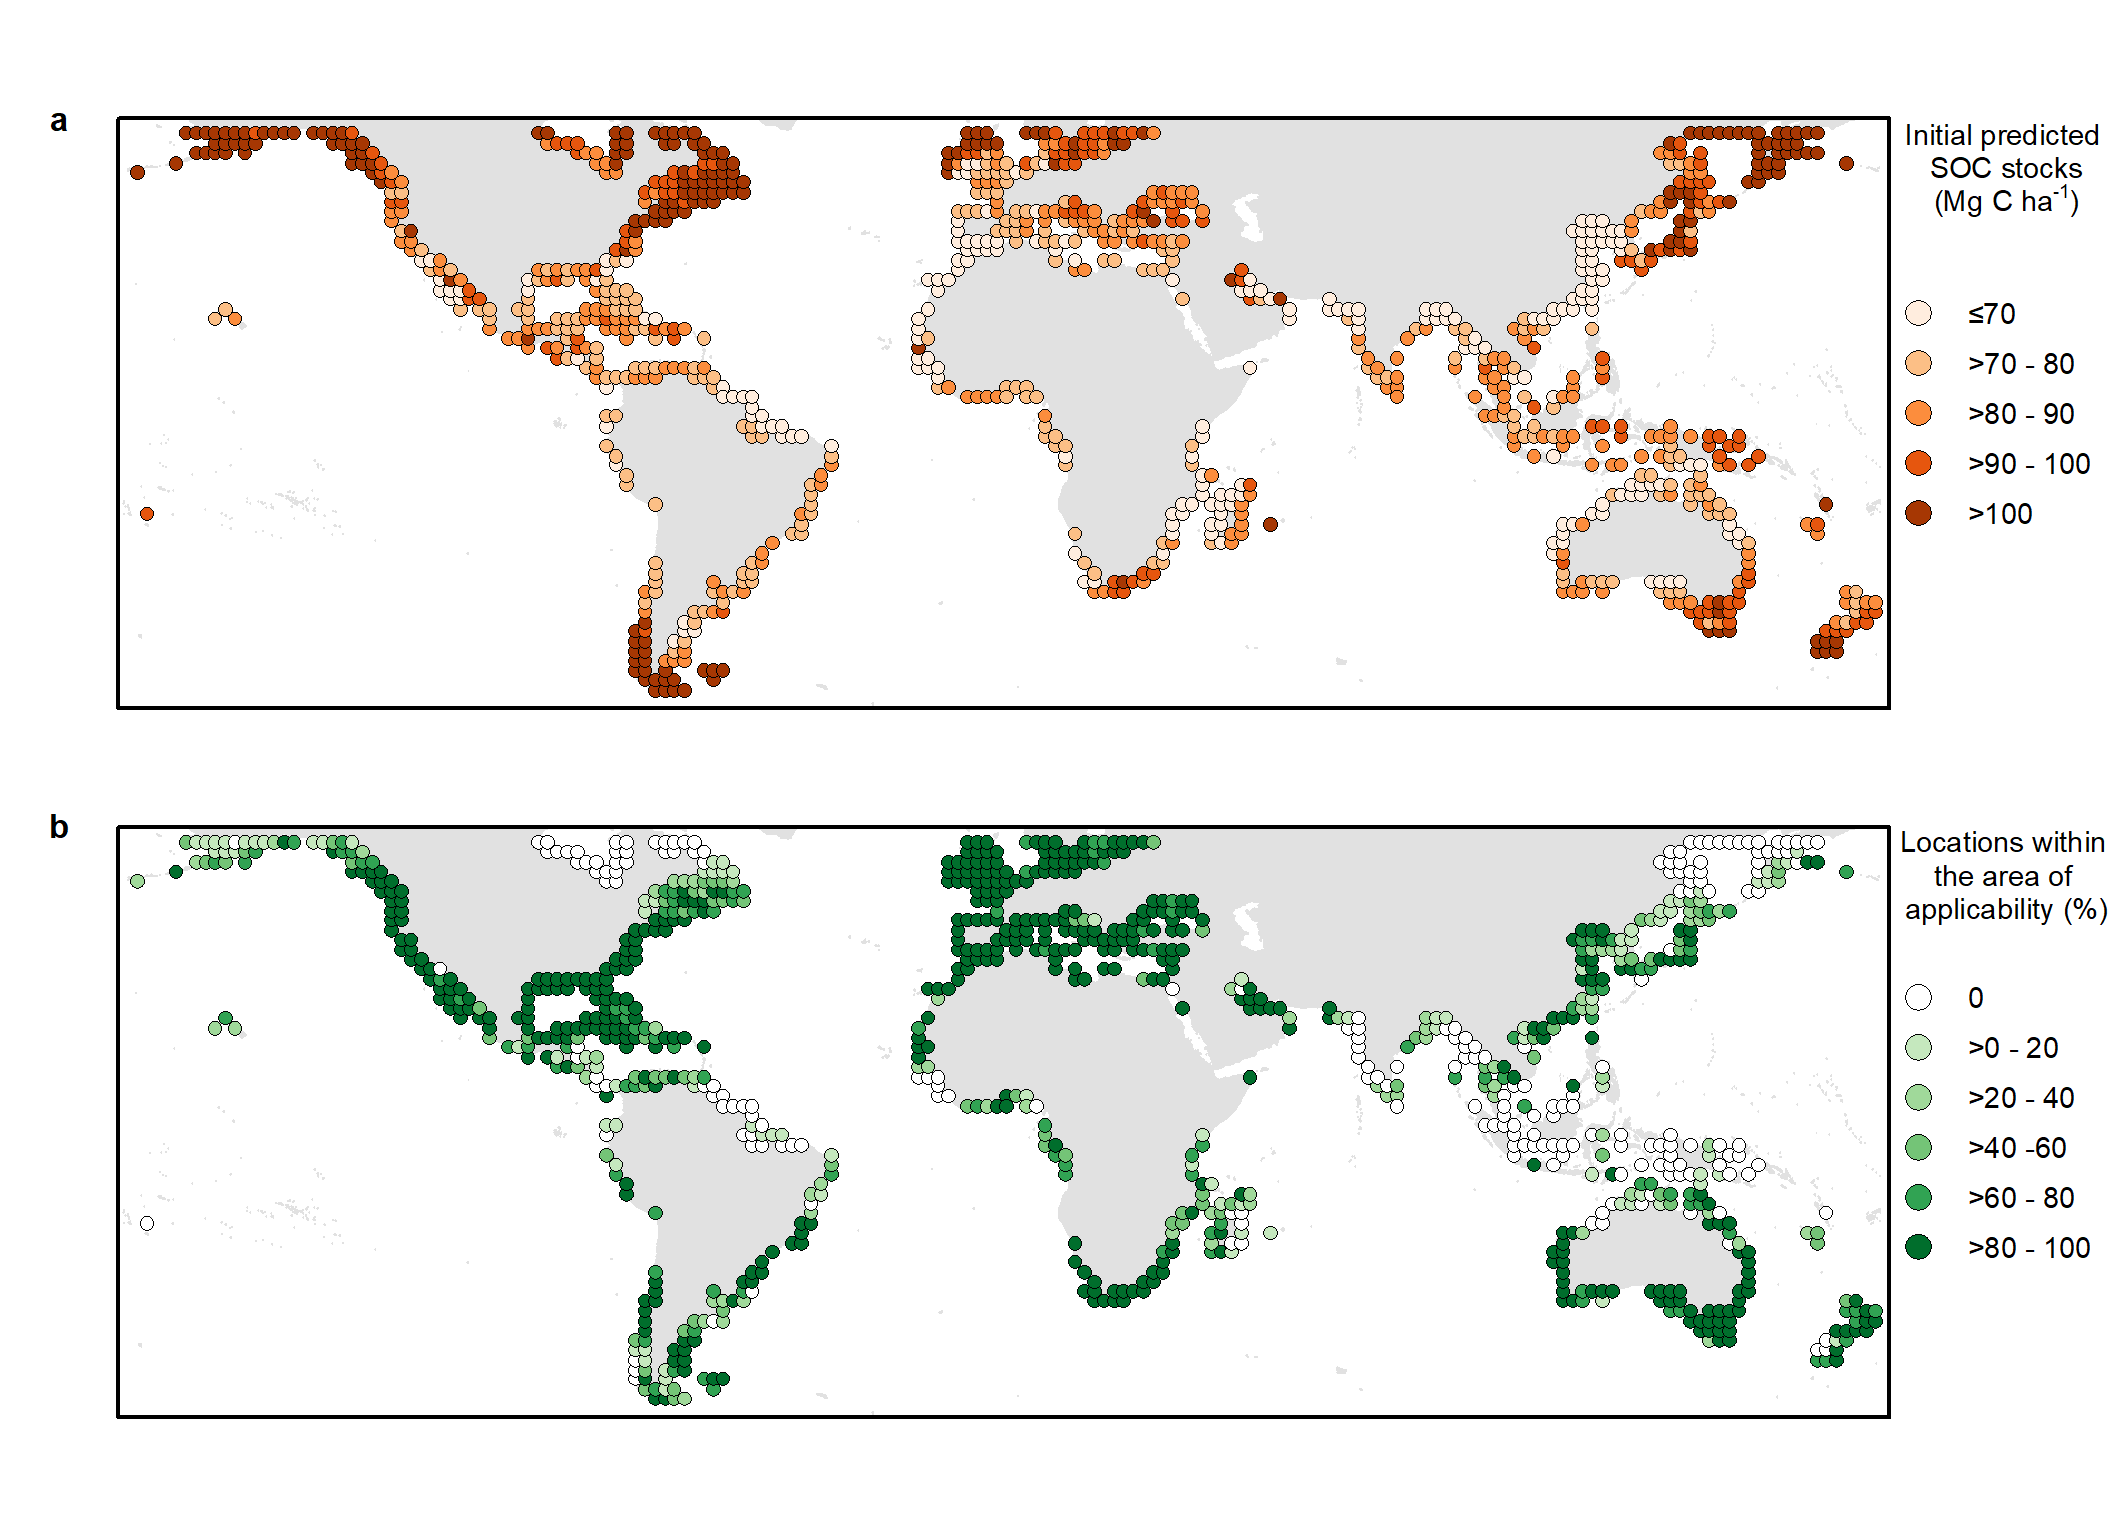 a
Initial predicted
SOC stocks
(Mg C ha⁻¹)
≤70
>70 - 80
>80 - 90
>90 - 100
>100
b
Locations within
the area of
applicability (%)
0
>0 - 20
>20 - 40
>40 -60
>60 - 80
>80 - 100